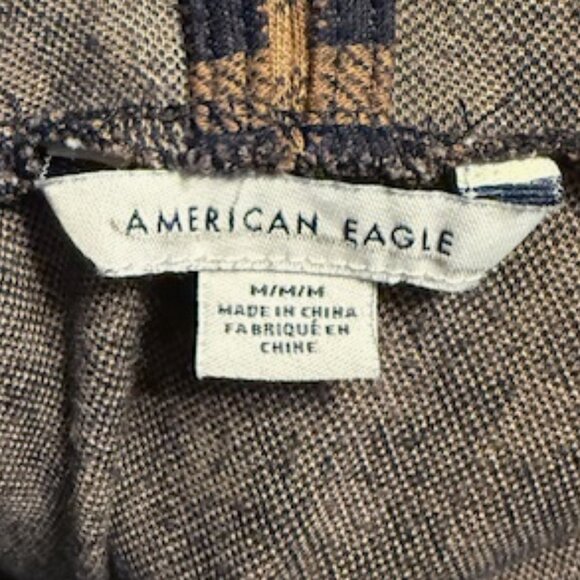 AMERICAN EAGLE
M/M/M
MADE IN CHINA
FABRIQUÉ EN
CHINE